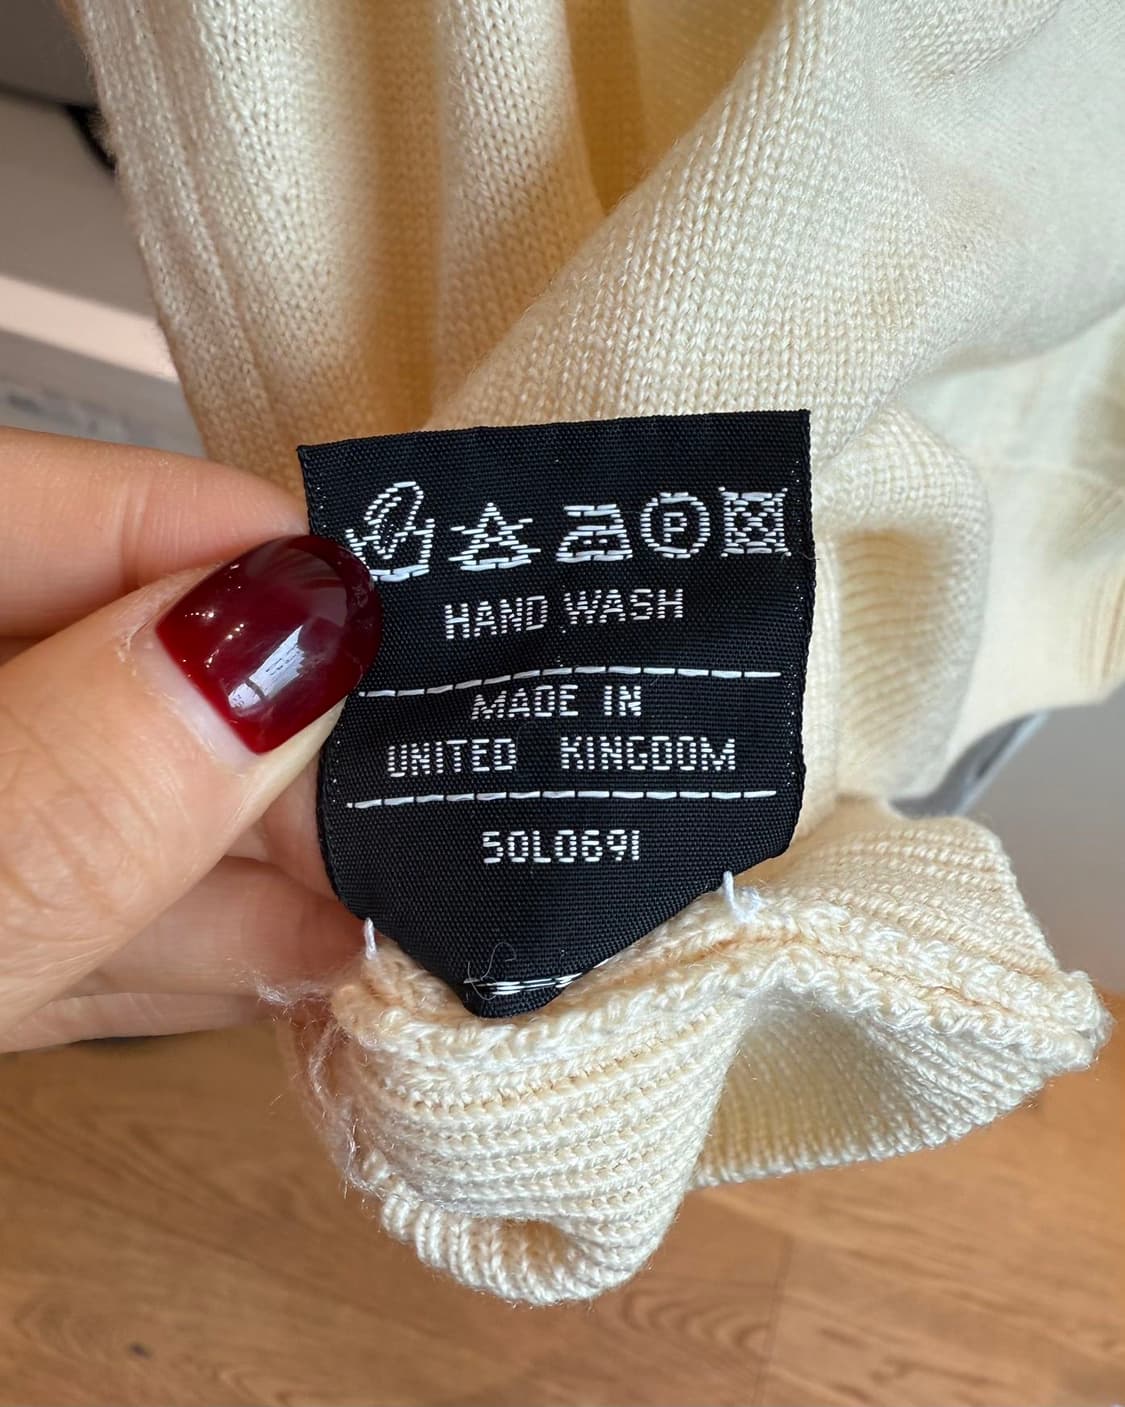 P
HAND WASH
MADE IN
UNITED KINGDOM
50L0691